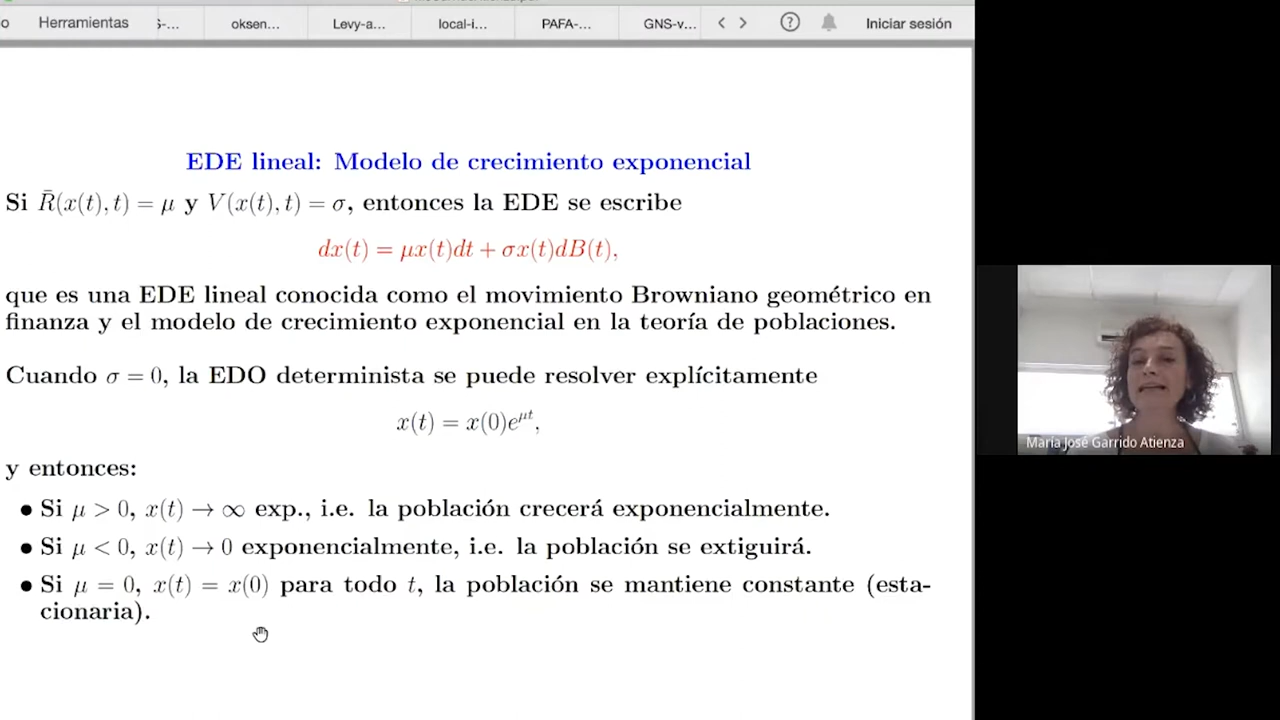 o Herramientas
S-... oksen... Levy-a... local-i... PAFA-... GNS-v... < > ? Iniciar sesión
EDE lineal: Modelo de crecimiento exponencial
Si R̄(x(t), t) = μ y V(x(t), t) = σ, entonces la EDE se escribe
dx(t) = μx(t)dt + σx(t)dB(t),
que es una EDE lineal conocida como el movimiento Browniano geométrico en
finanza y el modelo de crecimiento exponencial en la teoría de poblaciones.
Cuando σ = 0, la EDO determinista se puede resolver explícitamente
x(t) = x(0)e^{μt},
y entonces:
• Si μ > 0, x(t) → ∞ exp., i.e. la población crecerá exponencialmente.
• Si μ < 0, x(t) → 0 exponencialmente, i.e. la población se extiguirá.
• Si μ = 0, x(t) = x(0) para todo t, la población se mantiene constante (esta-
cionaria).
María José Garrido Atienza